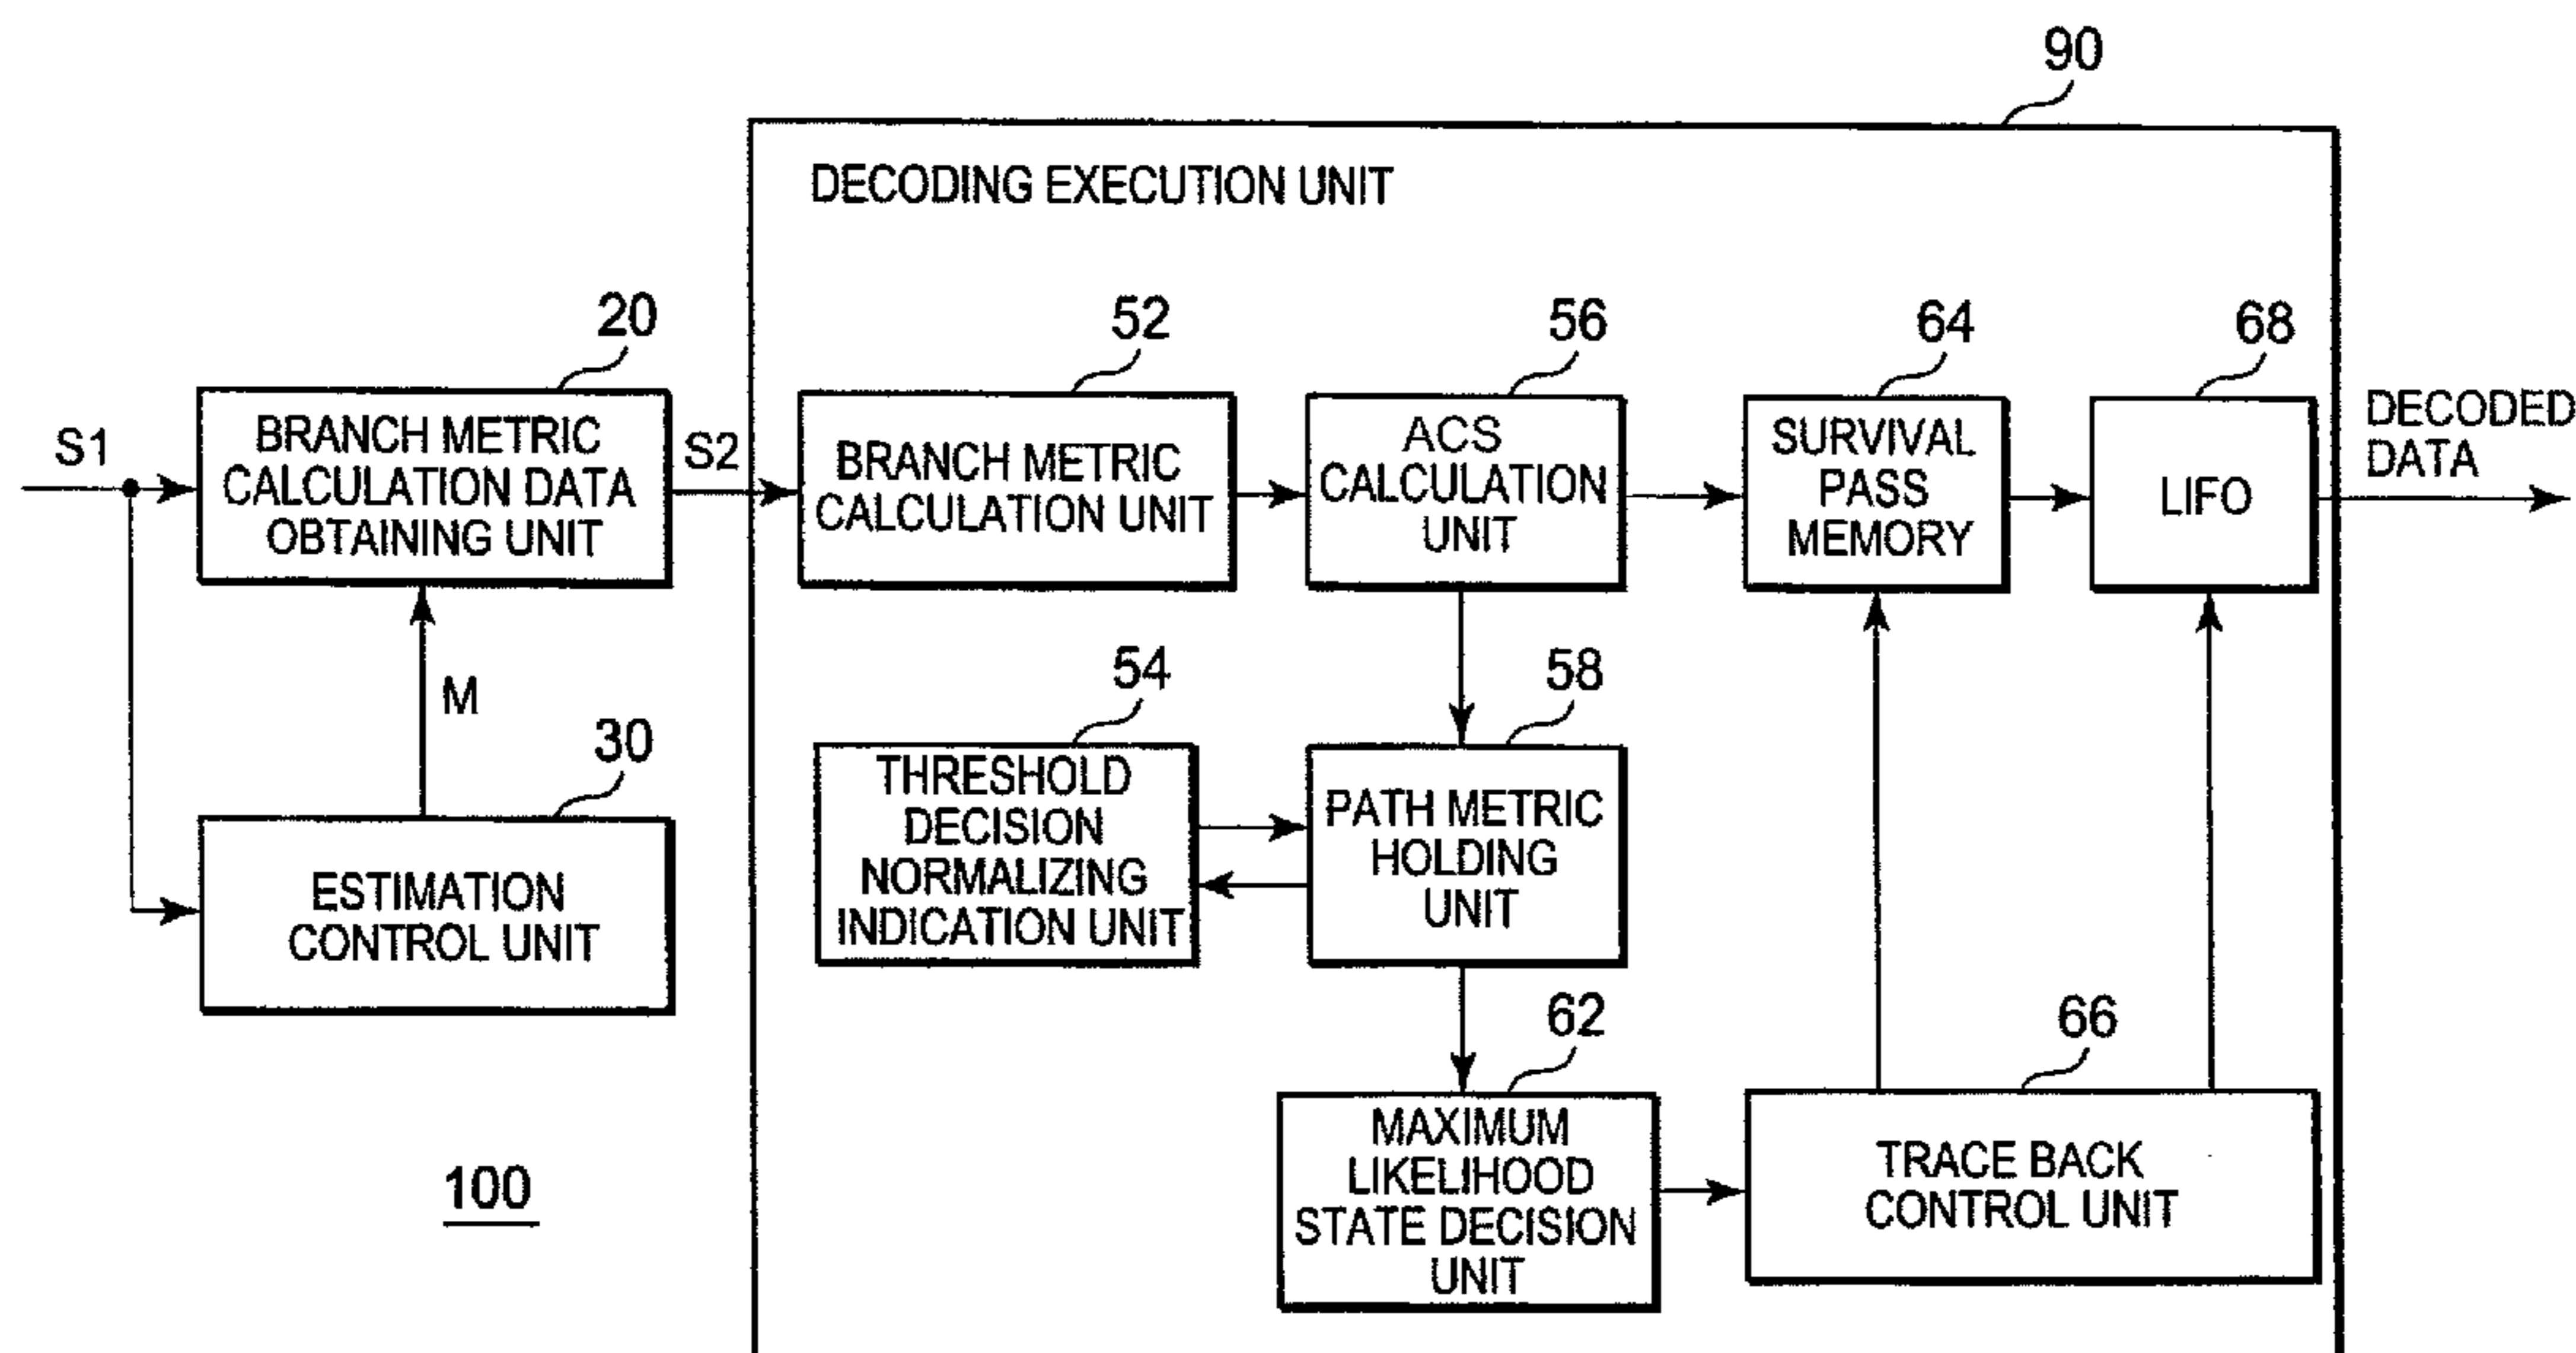 90
DECODING EXECUTION UNIT
20
52
56
64
68
S1
BRANCH METRIC
CALCULATION DATA
OBTAINING UNIT
S2
BRANCH METRIC
CALCULATION UNIT
ACS
CALCULATION
UNIT
SURVIVAL
PASS
MEMORY
LIFO
DECODED
DATA
M
30
ESTIMATION
CONTROL UNIT
54
THRESHOLD
DECISION
NORMALIZING
INDICATION UNIT
58
PATH METRIC
HOLDING
UNIT
62
MAXIMUM
LIKELIHOOD
STATE DECISION
UNIT
66
TRACE BACK
CONTROL UNIT
100